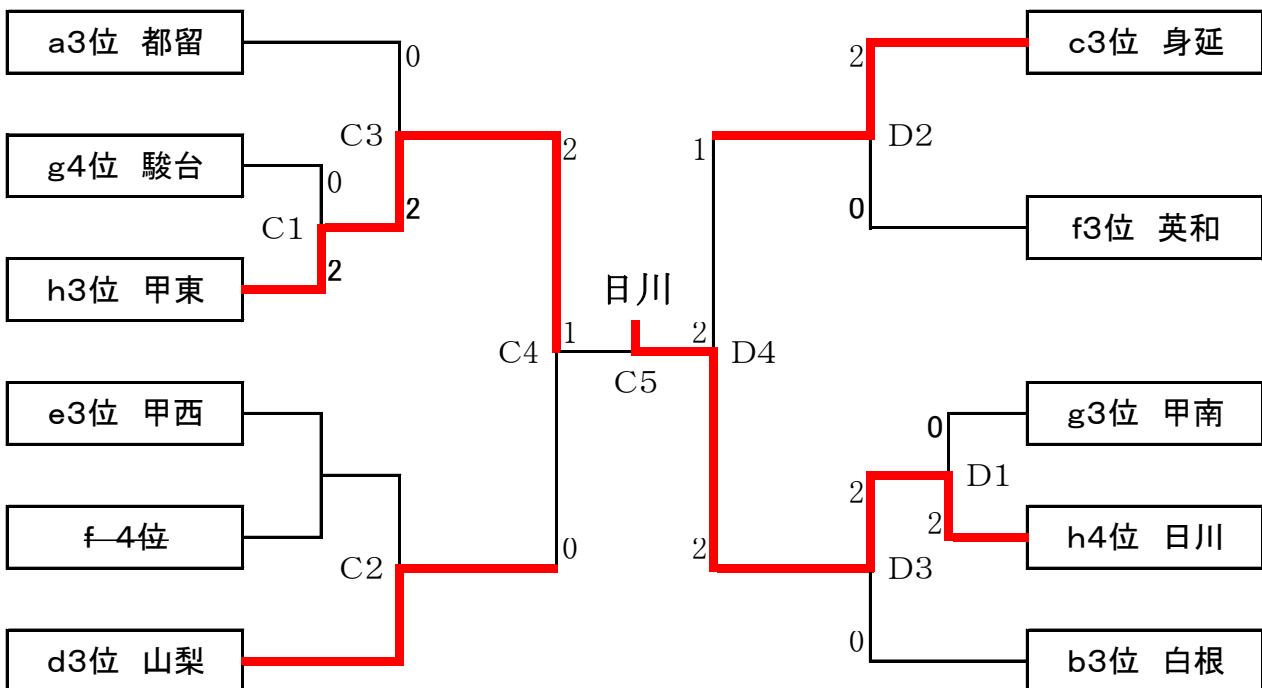 a3位 都留
0
C3
2
g4位 駿台
0
2
C1
2
h3位 甲東
C4
1
e3位 甲西
f 4位
C2
0
d3位 山梨
日川
C5
c3位 身延
2
1
D2
0
f3位 英和
2
D4
g3位 甲南
0
D1
2
2
h4位 日川
2
D3
0
b3位 白根